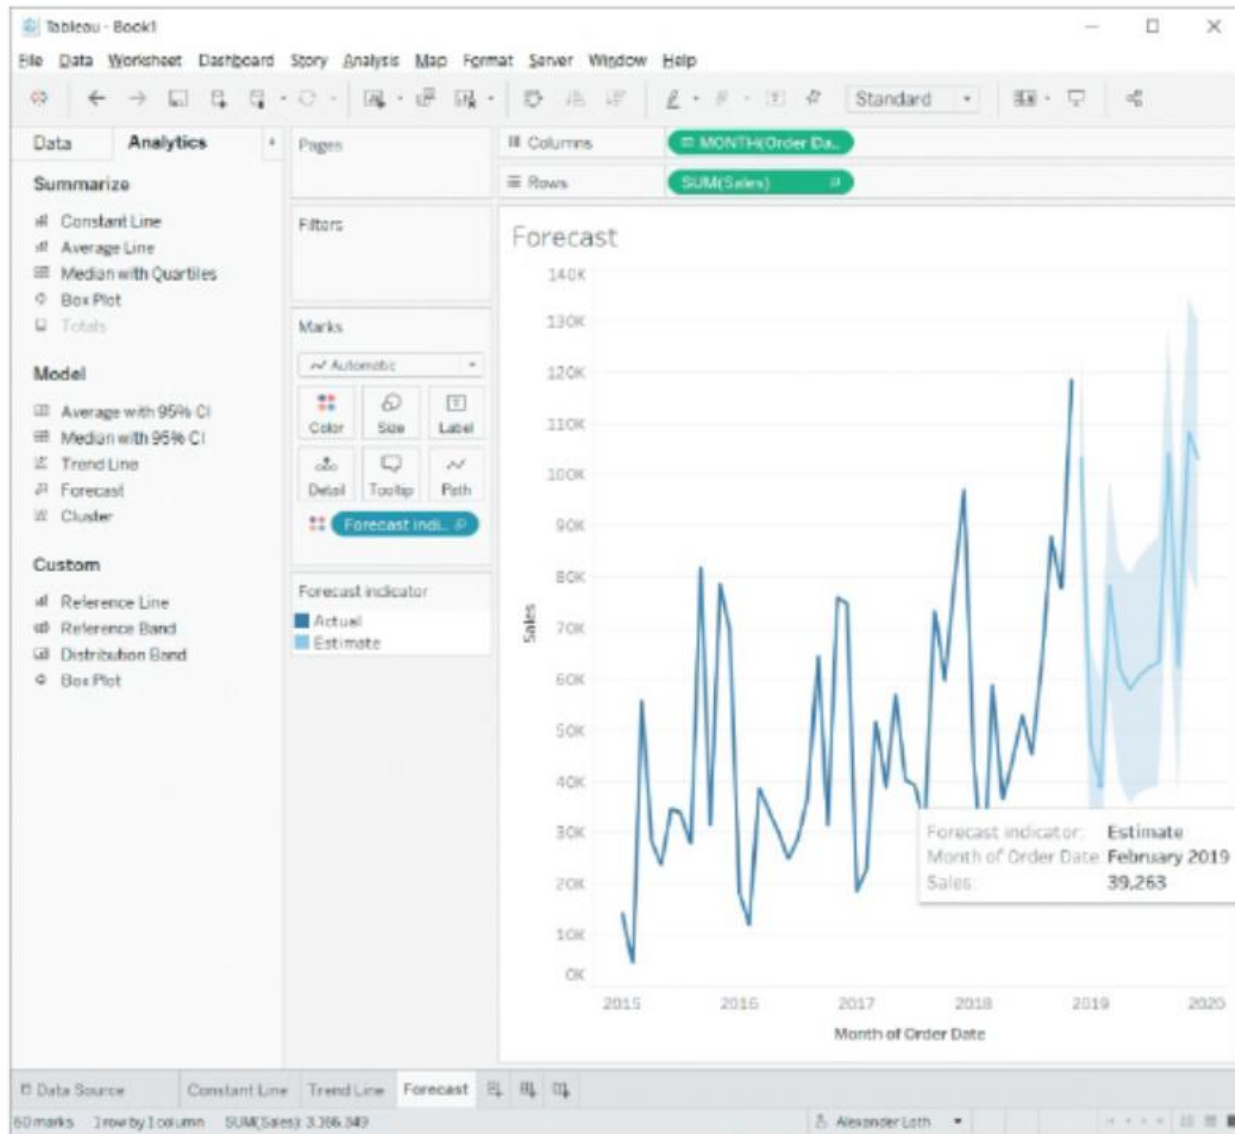 Tableau - Book1
File Data Worksheet Dashboard Story Analysis Map Format Server Window Help
Standard
Data Analytics
Pages
Columns MONTH(Order Da..
Rows SUM(Sales)
Summarize
Constant Line
Average Line
Median with Quartiles
Box Plot
Totals
Model
Average with 95% CI
Median with 95% CI
Trend Line
Forecast
Cluster
Custom
Reference Line
Reference Band
Distribution Band
Box Plot
Filters
Marks
Automatic
Color Size Label
Detail Tooltip Path
Forecast indi..
Forecast indicator
Actual
Estimate
Forecast
140K
130K
120K
110K
100K
90K
80K
70K
60K
50K
40K
30K
20K
10K
0K
Sales
2015 2016 2017 2018 2019 2020
Month of Order Date
Forecast indicator: Estimate
Month of Order Date: February 2019
Sales: 39,263
Data Source Constant Line Trend Line Forecast
60 marks 1 row by 1 column SUM(Sales): 3,366,349 Alexander Loth